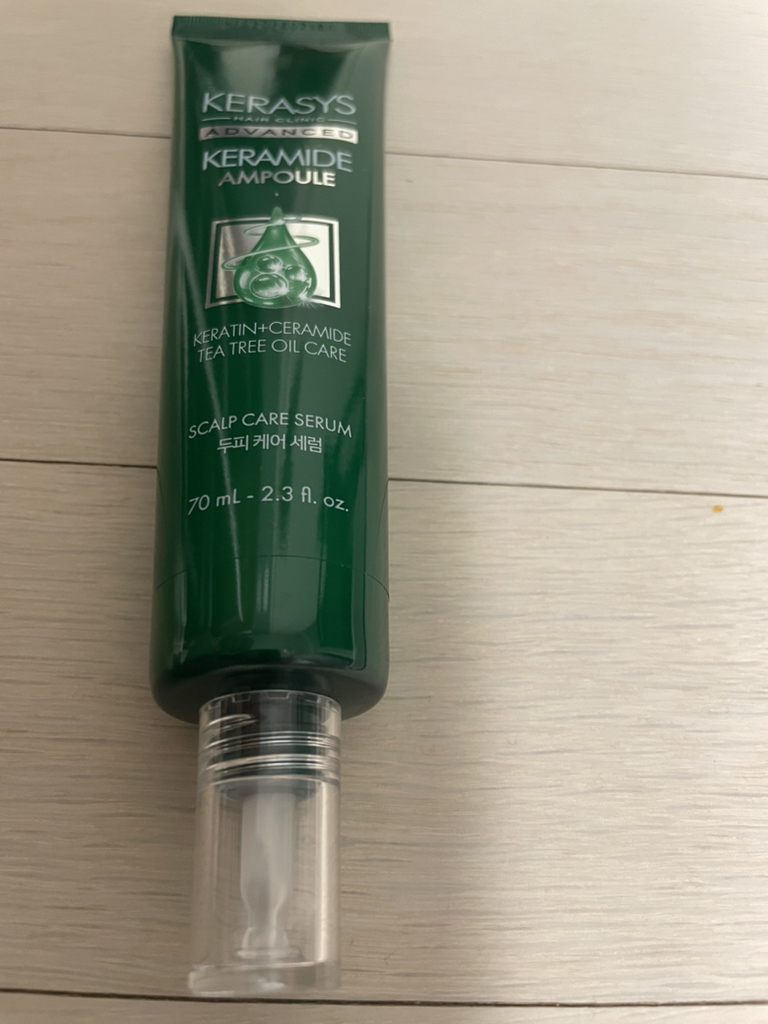 KERASYS
HAIR CLINIC
ADVANCED
KERAMIDE
AMPOULE
KERATIN+CERAMIDE
TEA TREE OIL CARE
SCALP CARE SERUM
두피 케어 세럼
70 mL - 2.3 fl. oz.